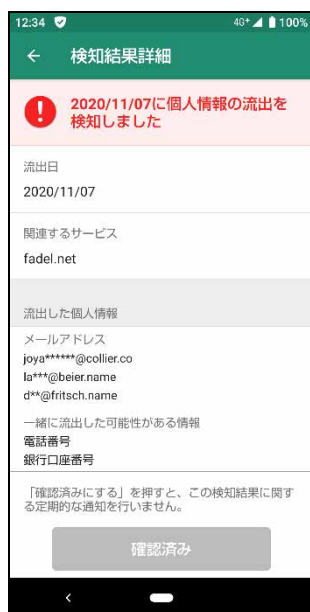 12:34 4G+ 100%
検知結果詳細
2020/11/07に個人情報の流出を
検知しました
流出日
2020/11/07
関連するサービス
fadel.net
流出した個人情報
メールアドレス
joya******@collier.co
la***@beier.name
d**@fritsch.name
一緒に流出した可能性がある情報
電話番号
銀行口座番号
「確認済みにする」を押すと、この検知結果に関す
る定期的な通知を行いません。
確認済み